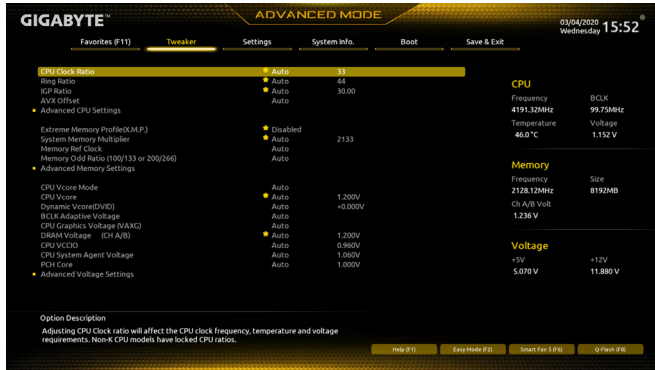 GIGABYTE™
ADVANCED MODE
03/04/2020 Wednesday 15:52
Favorites (F11) Tweaker Settings System Info. Boot Save & Exit
CPU Clock Ratio Auto 33
Ring Ratio Auto 44
IGP Ratio Auto 30.00
AVX Offset Auto
Advanced CPU Settings
Extreme Memory Profile(X.M.P.) Disabled
System Memory Multiplier Auto 2133
Memory Ref Clock Auto
Memory Odd Ratio (100/133 or 200/266) Auto
Advanced Memory Settings
CPU Vcore Mode Auto
CPU Vcore Auto 1.200V
Dynamic Vcore(DVID) Auto +0.000V
BCLK Adaptive Voltage Auto
CPU Graphics Voltage (VAXG) Auto
DRAM Voltage (CH A/B) Auto 1.200V
CPU VCCIO Auto 0.960V
CPU System Agent Voltage Auto 1.060V
PCH Core Auto 1.000V
Advanced Voltage Settings
CPU
Frequency BCLK
4191.32MHz 99.75MHz
Temperature Voltage
46.0 °C 1.152 V
Memory
Frequency Size
2128.12MHz 8192MB
Ch A/B Volt
1.236 V
Voltage
+5V +12V
5.070 V 11.880 V
Option Description
Adjusting CPU Clock ratio will affect the CPU clock frequency, temperature and voltage
requirements. Non-K CPU models have locked CPU ratios.
Help (F1) Easy Mode (F2) Smart Fan 5 (F6) Q-Flash (F8)